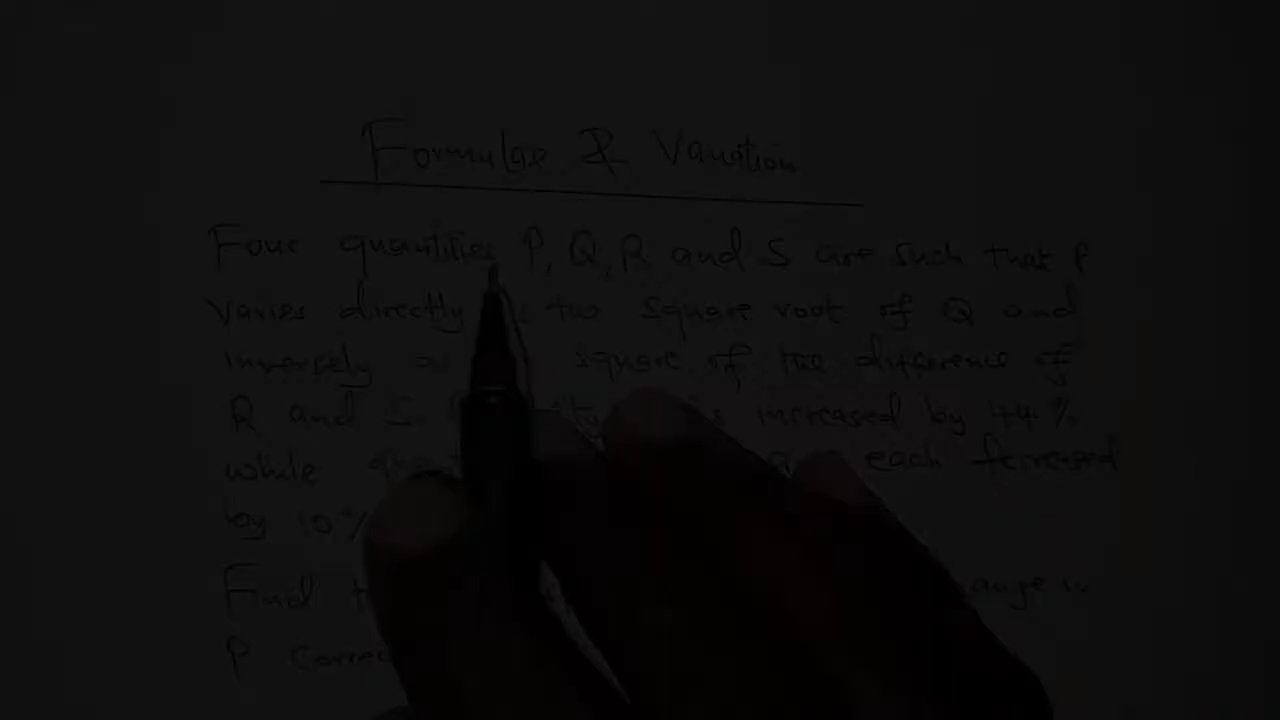 Formulae & Variation
Four quantities P, Q, R and S are such that P
varies directly as the square root of Q and
inversely as square of the difference of
R and S. is increased by 44%
while each decreased
by 10%
Find in
P